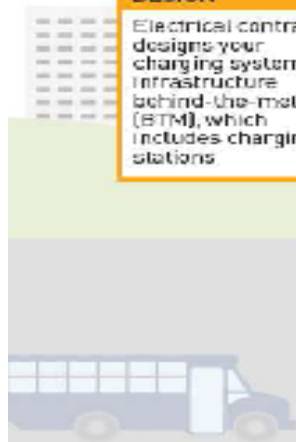 Electrical contra
designs your
charging system
infrastructure
behind-the-met
(BTM), which
includes chargin
stations